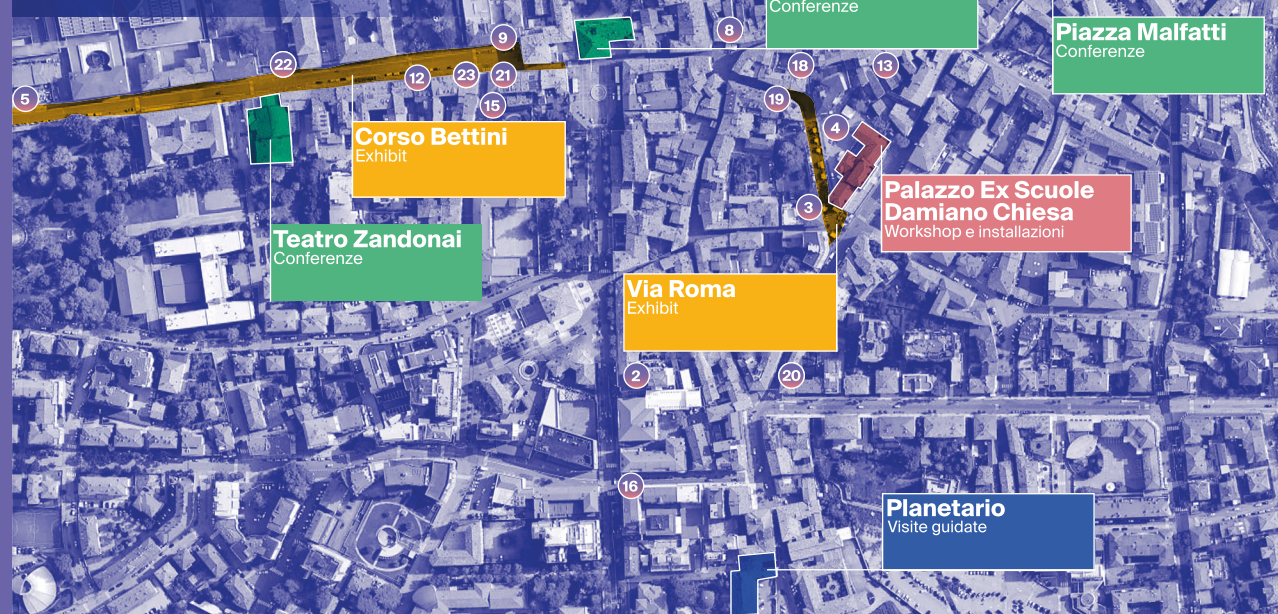 Conferenze
Piazza Malfatti
Conferenze
9
8
22
12
23
21
18
13
5
15
19
4
Corso Bettini
Exhibit
Palazzo Ex Scuole
Damiano Chiesa
Workshop e installazioni
3
Teatro Zandonai
Conferenze
Via Roma
Exhibit
2
20
16
Planetario
Visite guidate